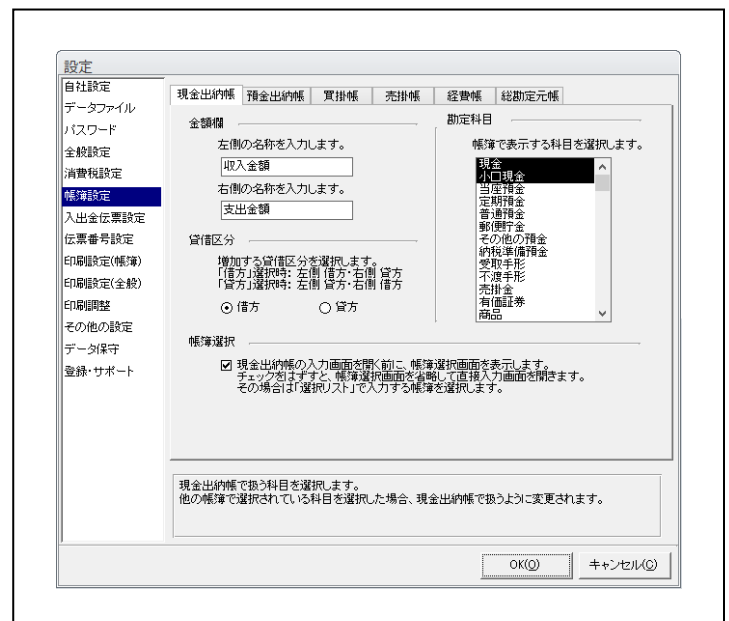 設定
自社設定
データファイル
パスワード
全般設定
消費税設定
帳簿設定
入出金伝票設定
伝票番号設定
印刷設定(帳簿)
印刷設定(全般)
印刷調整
その他の設定
データ保守
登録・サポート
現金出納帳 預金出納帳 買掛帳 売掛帳 経費帳 総勘定元帳
金額欄
左側の名称を入力します。
収入金額
右側の名称を入力します。
支出金額
貸借区分
増加する貸借区分を選択します。
「借方」選択時: 左側 借方・右側 貸方
「貸方」選択時: 左側 貸方・右側 借方
借方 貸方
勘定科目
帳簿で表示する科目を選択します。
現金
小口現金
当座預金
定期預金
普通預金
郵便貯金
その他の預金
納税準備預金
受取手形
不渡手形
売掛金
有価証券
商品
帳簿選択
現金出納帳の入力画面を開く前に、帳簿選択画面を表示します。
チェックをはずすと、帳簿選択画面を省略して直接入力画面を開きます。
その場合は「選択リスト」で入力する帳簿を選択します。
現金出納帳で扱う科目を選択します。
他の帳簿で選択されている科目を選択した場合、現金出納帳で扱うように変更されます。
OK(O) キャンセル(C)